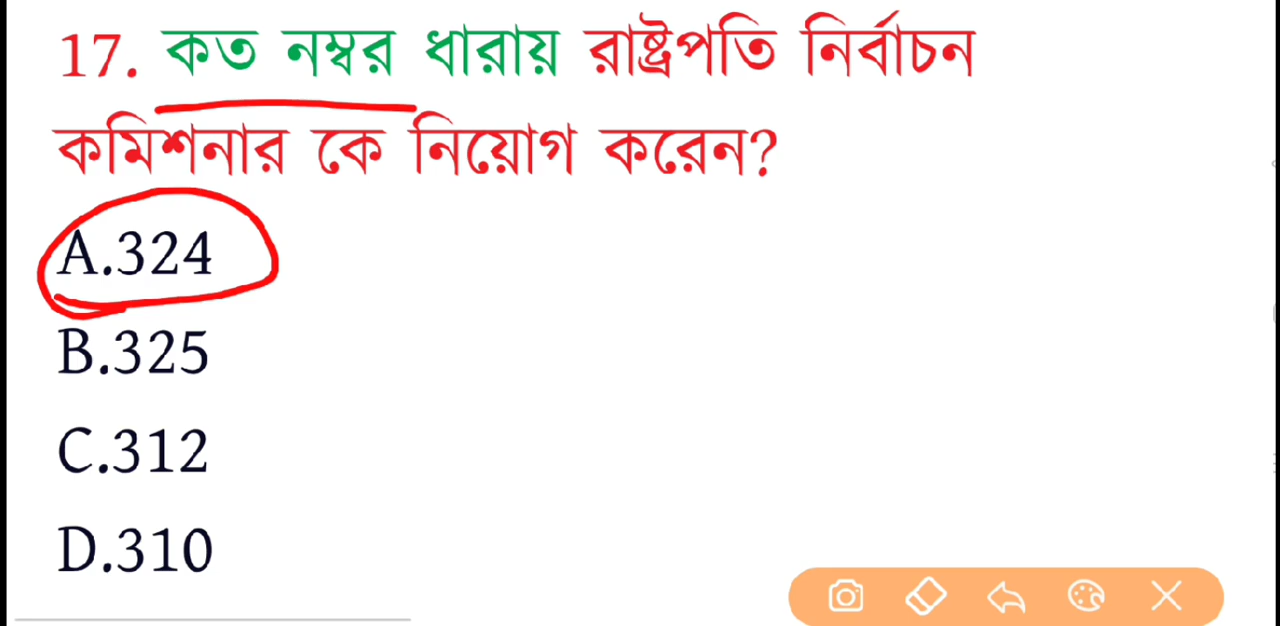 17. কত নম্বর ধারায় রাষ্ট্রপতি নির্বাচন
কমিশনার কে নিয়োগ করেন?
A.324
B.325
C.312
D.310